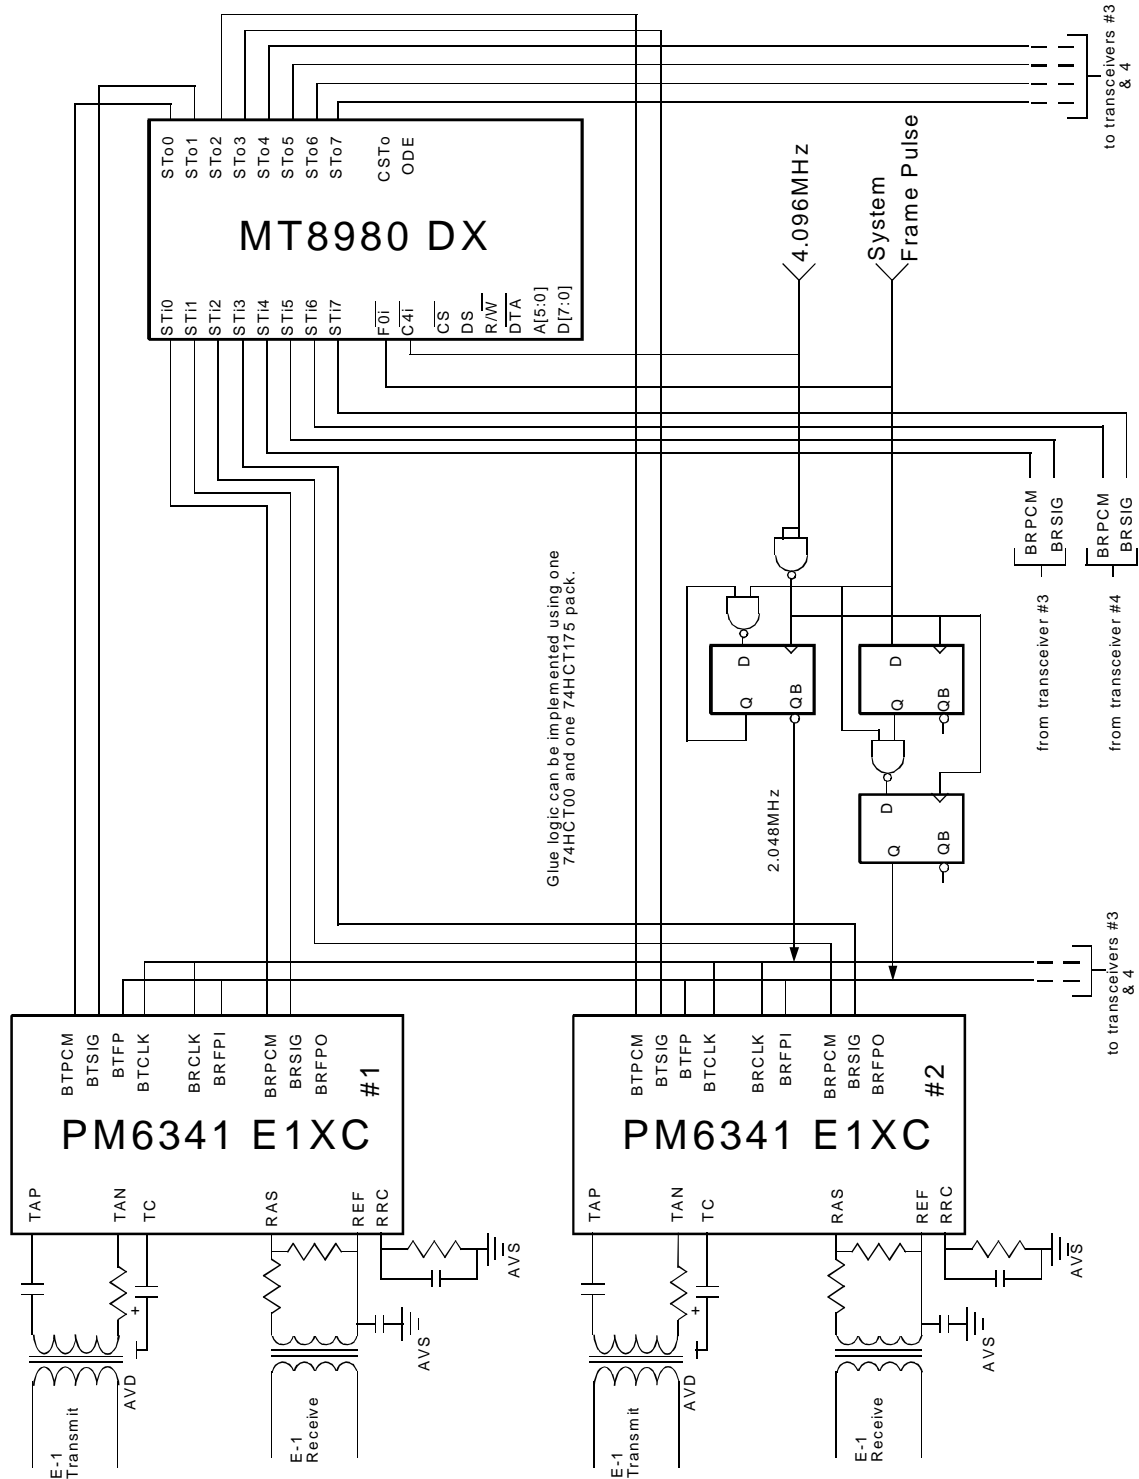 to transceivers #3
& 4
STo0
STo1
STo2
STo3
STo4
STo5
STo6
STo7
CSTo
ODE
MT8980 DX
STi0
STi1
STi2
STi3
STi4
STi5
STi6
STi7
F0i
C4i
CS
DS
R/W
DTA
A[5:0]
D[7:0]
4.096MHz
System
Frame Pulse
BRPCM
BRSIG
BRPCM
BRSIG
from transceiver #3
from transceiver #4
Glue logic can be implemented using one
74HCT00 and one 74HCT175 pack.
D
Q
QB
D
Q
QB
D
Q
QB
2.048MHz
to transceivers #3
& 4
BTPCM
BTSIG
BTFP
BTCLK
BRCLK
BRFPI
BRPCM
BRSIG
BRFPO
#1
PM6341 E1XC
TAP
TAN
TC
RAS
REF
RRC
+
AVD
AVS
AVS
E-1
Transmit
E-1
Receive
BTPCM
BTSIG
BTFP
BTCLK
BRCLK
BRFPI
BRPCM
BRSIG
BRFPO
#2
PM6341 E1XC
TAP
TAN
TC
RAS
REF
RRC
+
AVD
AVS
AVS
E-1
Transmit
E-1
Receive